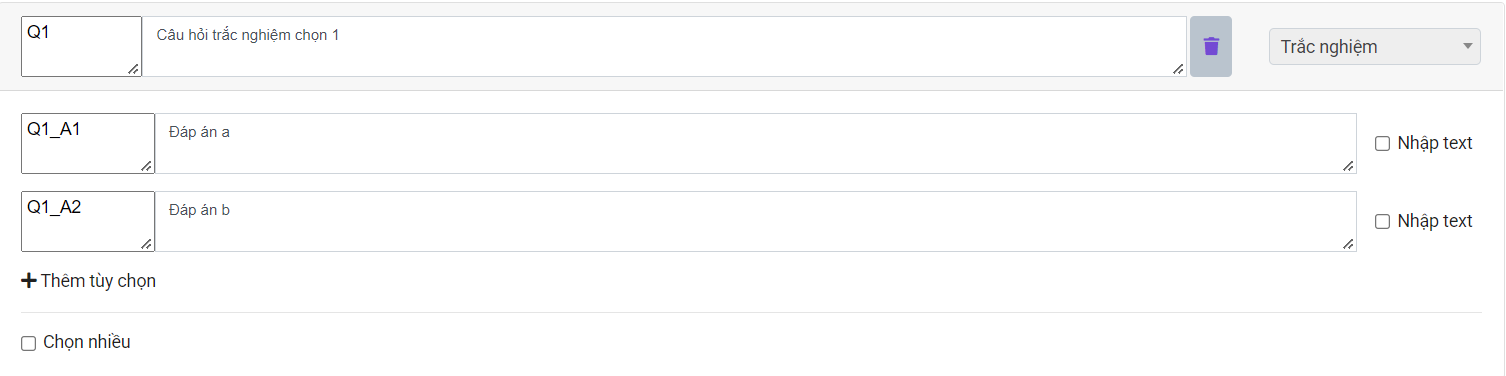 Q1 Câu hỏi trắc nghiệm chọn 1 Trắc nghiệm
Q1_A1 Đáp án a Nhập text
Q1_A2 Đáp án b Nhập text
Thêm tùy chọn
Chọn nhiều